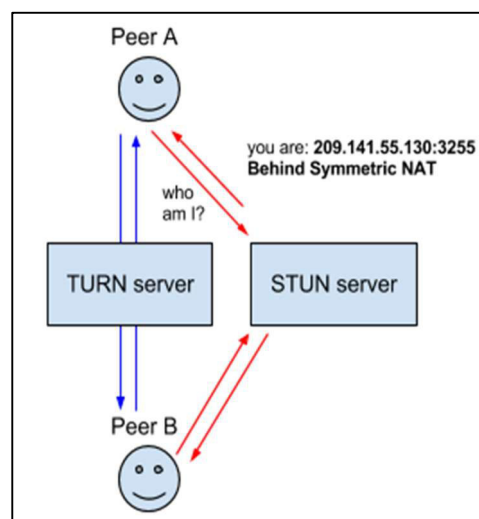 Peer A
you are: 209.141.55.130:3255
Behind Symmetric NAT
who
am I?
TURN server
STUN server
Peer B